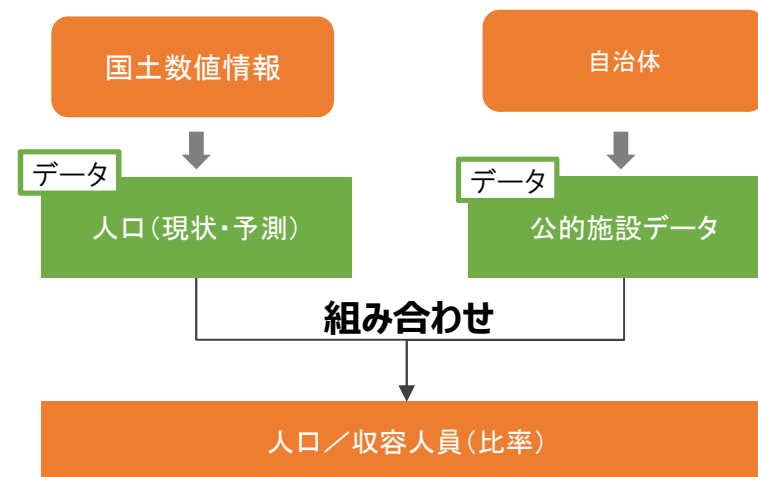 国土数値情報
自治体
データ
人口（現状・予測）
データ
公的施設データ
組み合わせ
人口／収容人員（比率）